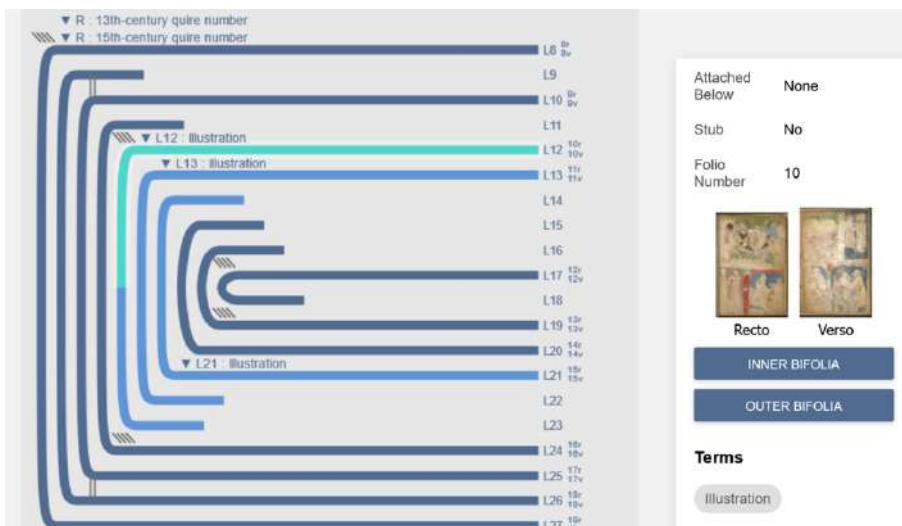 ▼ R : 13th-century quire number
▼ R : 15th-century quire number
L8 8r 8v
L9
L10 9r 9v
L11
▼ L12 : Illustration
L12 10r 10v
▼ L13 : Illustration
L13 11r 11v
L14
L15
L16
L17 12r 12v
L18
L19 13r 13v
L20 14r 14v
▼ L21 : Illustration
L21 15r 15v
L22
L23
L24 16r 16v
L25 17r 17v
L26 18r 18v
L27 19r
Attached
Below
None
Stub
No
Folio
Number
10
Recto
Verso
INNER BIFOLIA
OUTER BIFOLIA
Terms
Illustration